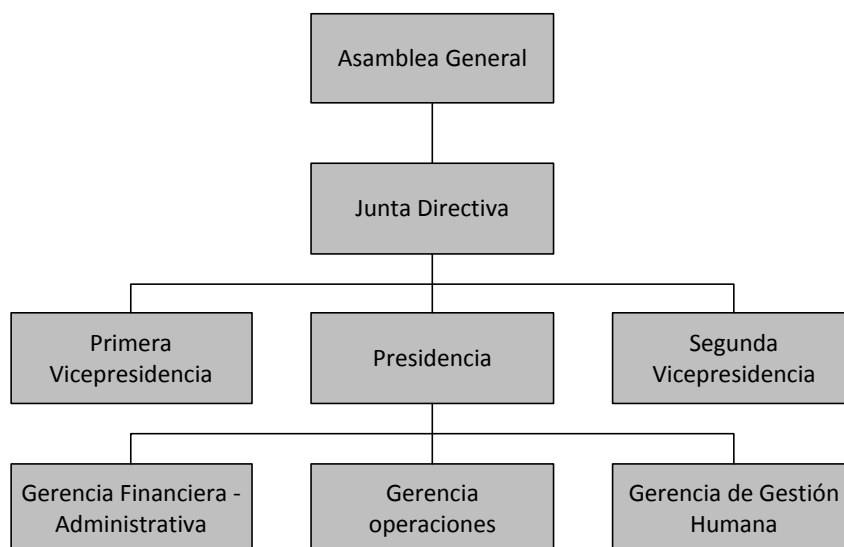 Asamblea General
Junta Directiva
Primera
Vicepresidencia
Presidencia
Segunda
Vicepresidencia
Gerencia Financiera -
Administrativa
Gerencia
operaciones
Gerencia de Gestión
Humana